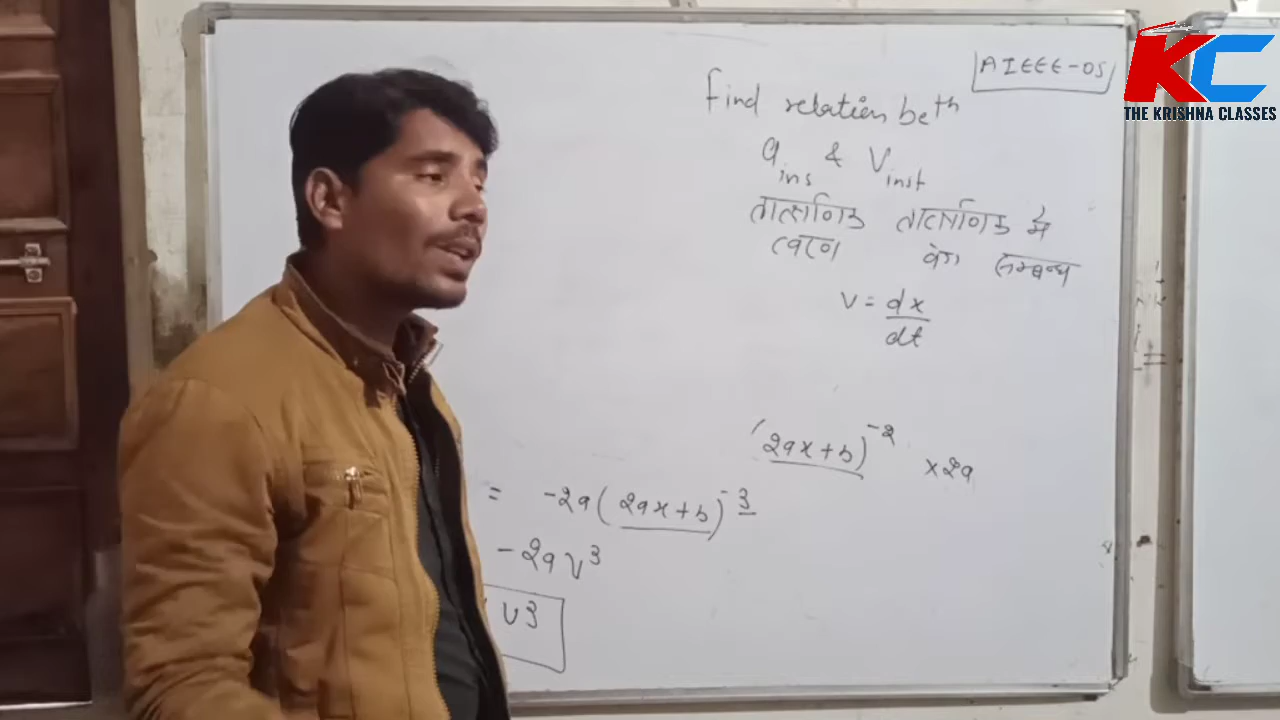 AIEEE-05
KC
THE KRISHNA CLASSES
find relation beth
a ins & V inst
तात्क्षणिक तात्क्षणिक में
त्वरण वेग सम्बन्ध
v = dx
dt
(2ax+b)^-2 ×2a
= -2a(2ax+b)^-3
-2av^3
v3